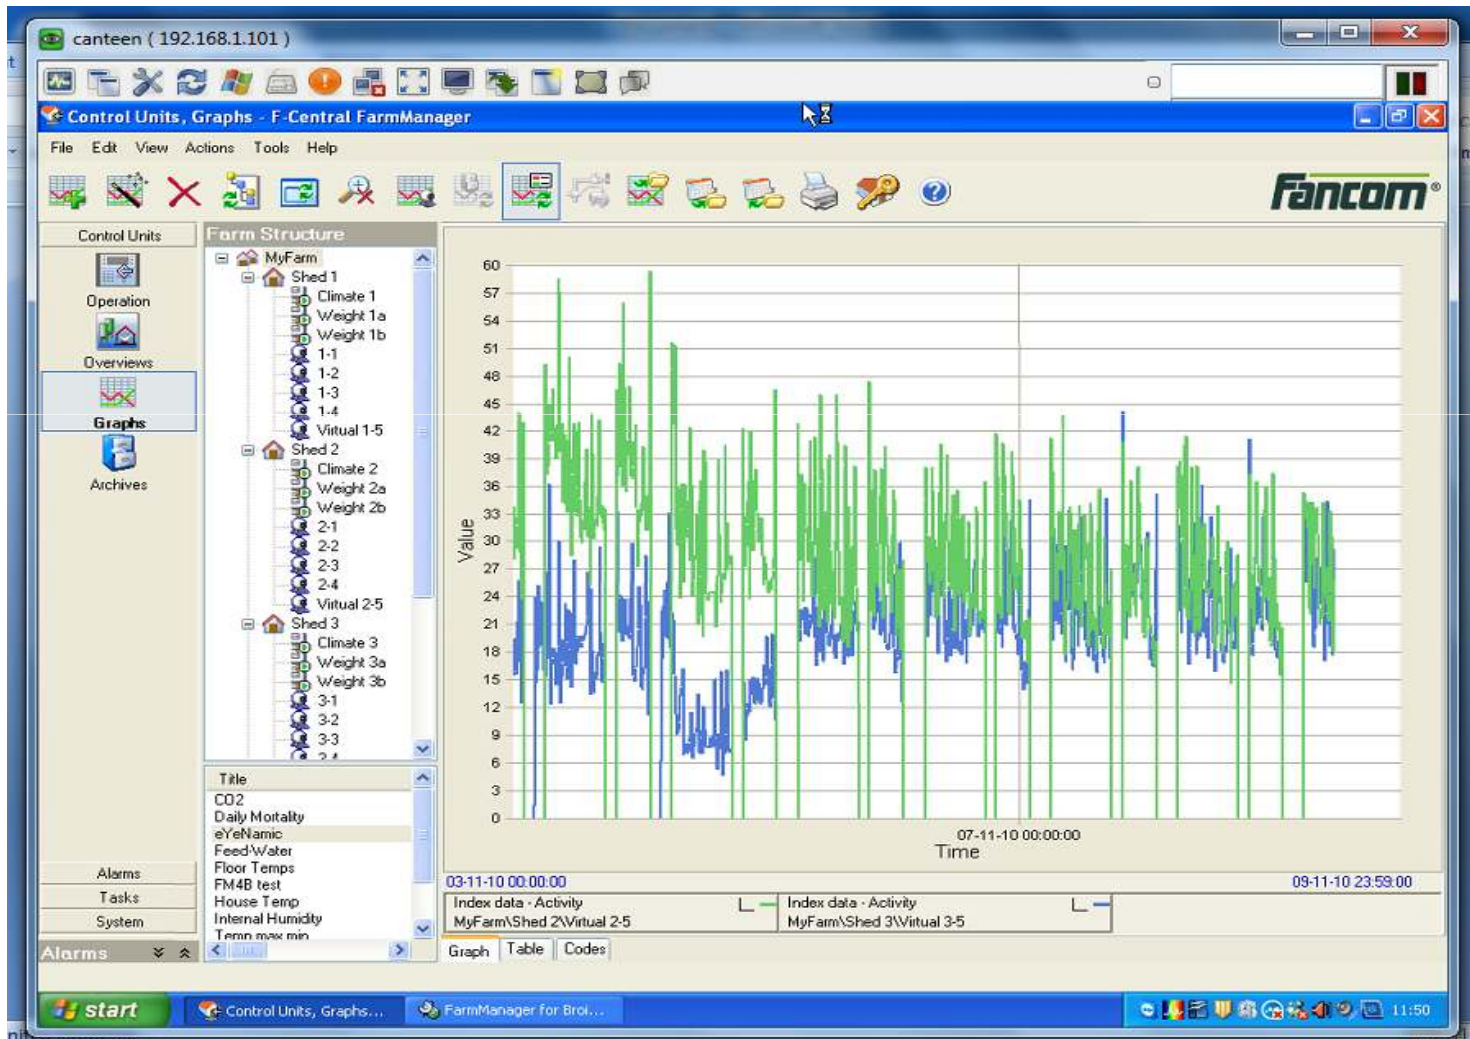 canteen ( 192.168.1.101 )
Control Units, Graphs - F-Central FarmManager
File Edit View Actions Tools Help
Fancom®
Control Units
Operation
Overviews
Graphs
Archives
Alarms
Tasks
System
Alarms
Farm Structure
MyFarm
Shed 1
Climate 1
Weight 1a
Weight 1b
1-1
1-2
1-3
1-4
Virtual 1-5
Shed 2
Climate 2
Weight 2a
Weight 2b
2-1
2-2
2-3
2-4
Virtual 2-5
Shed 3
Climate 3
Weight 3a
Weight 3b
3-1
3-2
3-3
Title
CO2
Daily Mortality
eYeNamic
Feed-Water
Floor Temps
FM4B test
House Temp
Internal Humidity
Temp max min
60
57
54
51
48
45
42
39
36
33
30
27
24
21
18
15
12
9
6
3
0
Value
07-11-10 00:00:00
Time
03-11-10 00:00:00 09-11-10 23:59:00
Index data - Activity
MyFarm\Shed 2\Virtual 2-5
Index data - Activity
MyFarm\Shed 3\Virtual 3-5
Graph Table Codes
start Control Units, Graphs... FarmManager for Broi... 11:50